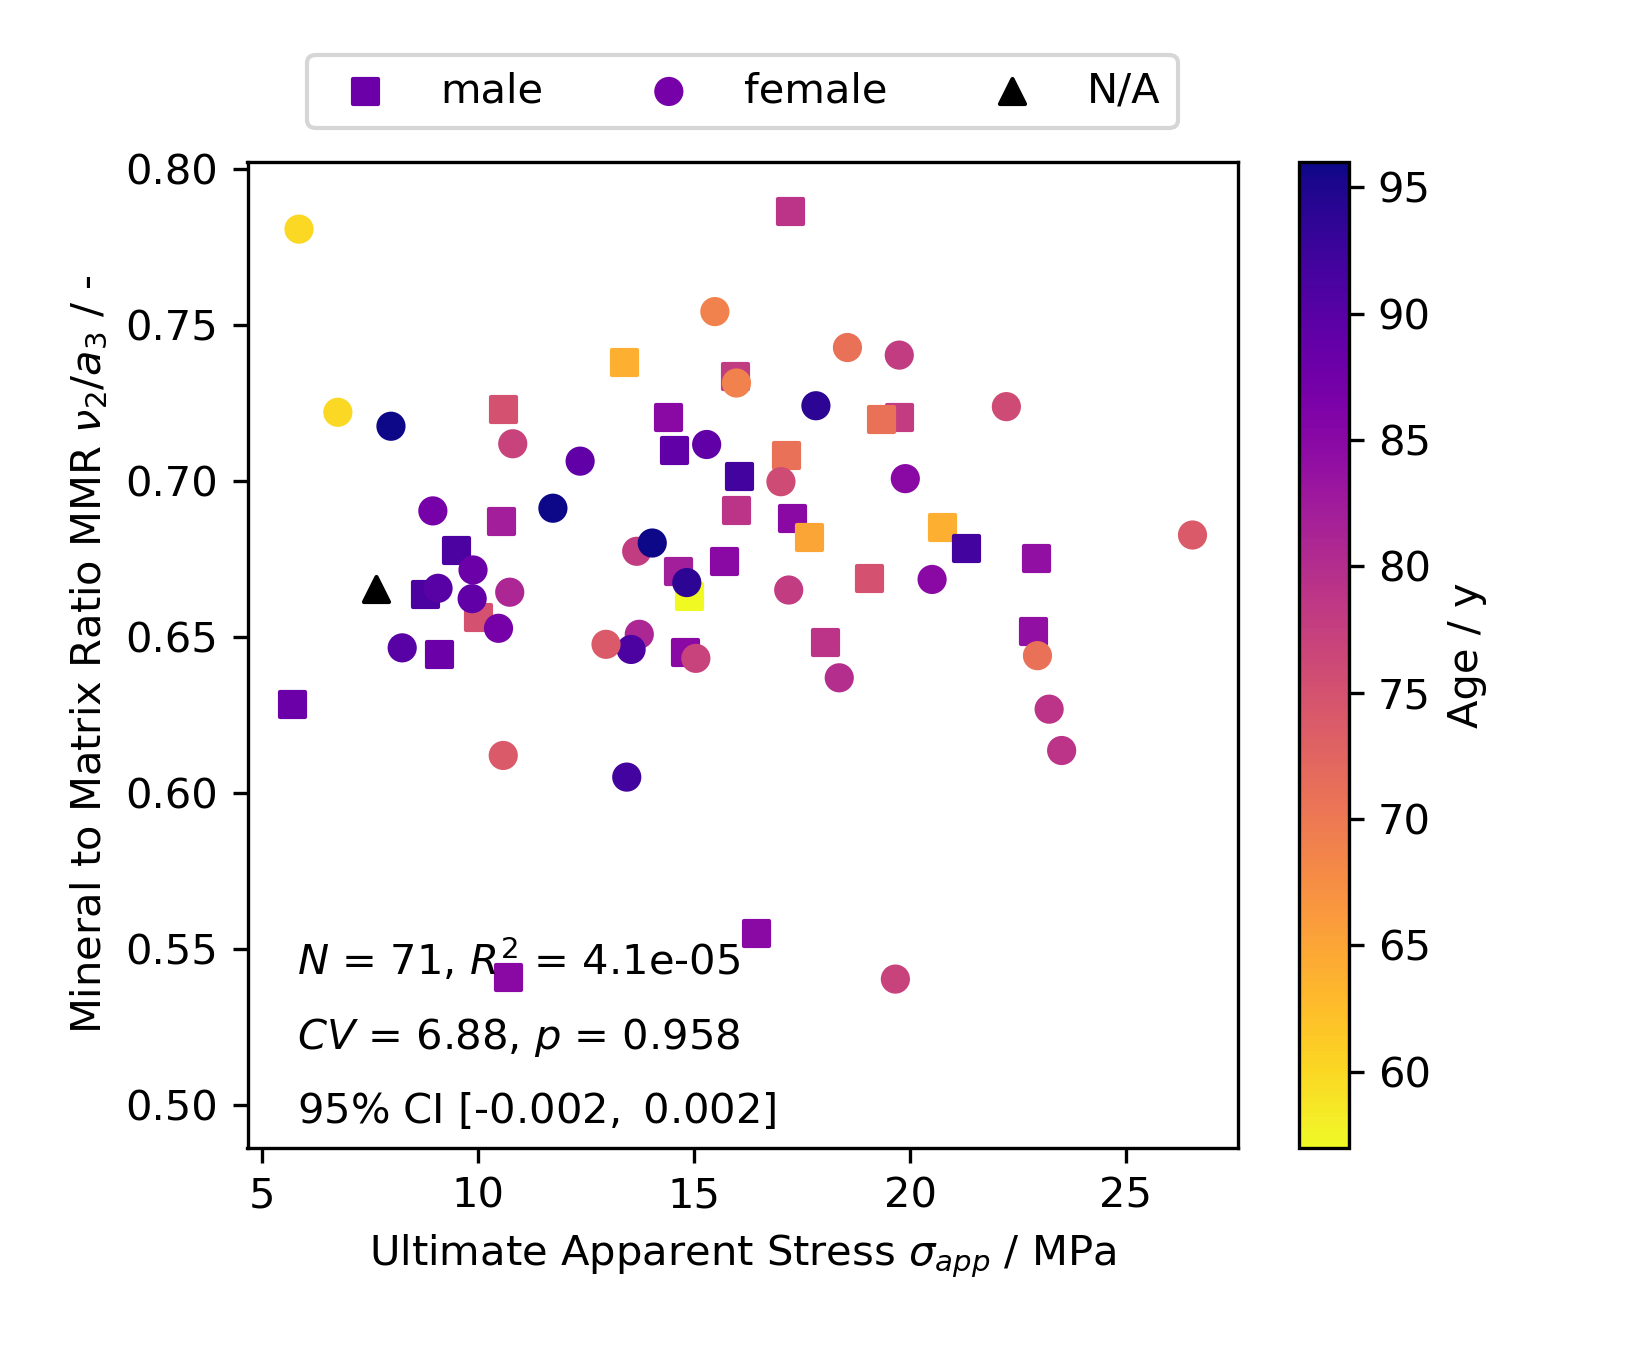 male female N/A
0.80
0.75
0.70
0.65
0.60
0.55
0.50
Mineral to Matrix Ratio MMR ν₂/a₃ / -
N = 71, R² = 4.1e-05
CV = 6.88, p = 0.958
95% CI [-0.002, 0.002]
5 10 15 20 25
Ultimate Apparent Stress σ_app / MPa
95
90
85
80
75
70
65
60
Age / y